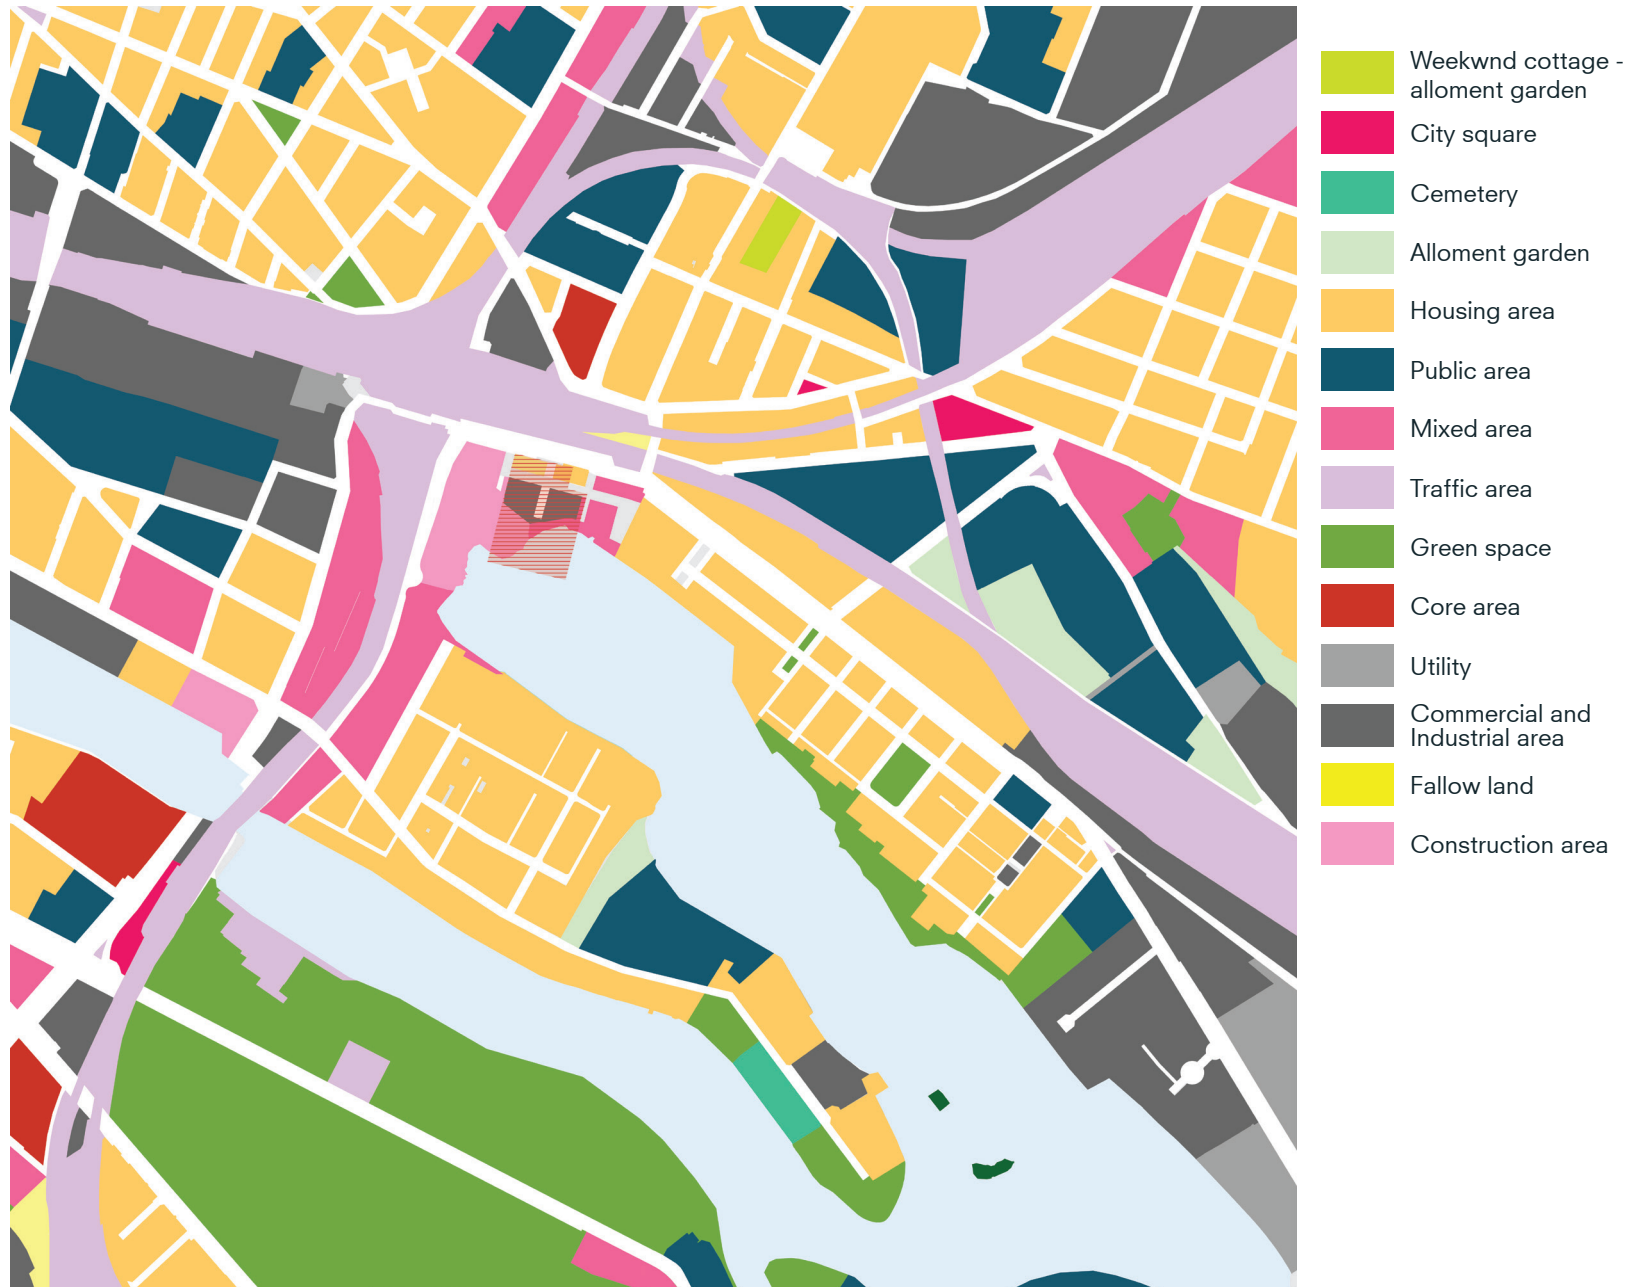 Weekwnd cottage -
alloment garden
City square
Cemetery
Alloment garden
Housing area
Public area
Mixed area
Traffic area
Green space
Core area
Utility
Commercial and
Industrial area
Fallow land
Construction area